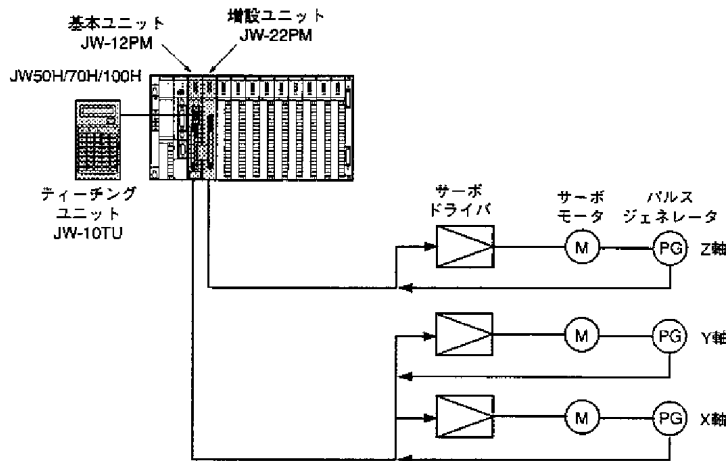 基本ユニット
JW-12PM
増設ユニット
JW-22PM
JW50H/70H/100H
ティーチング
ユニット
JW-10TU
サーボ
ドライバ
サーボ
モータ
パルス
ジェネレータ
M
PG
Z軸
M
PG
Y軸
M
PG
X軸